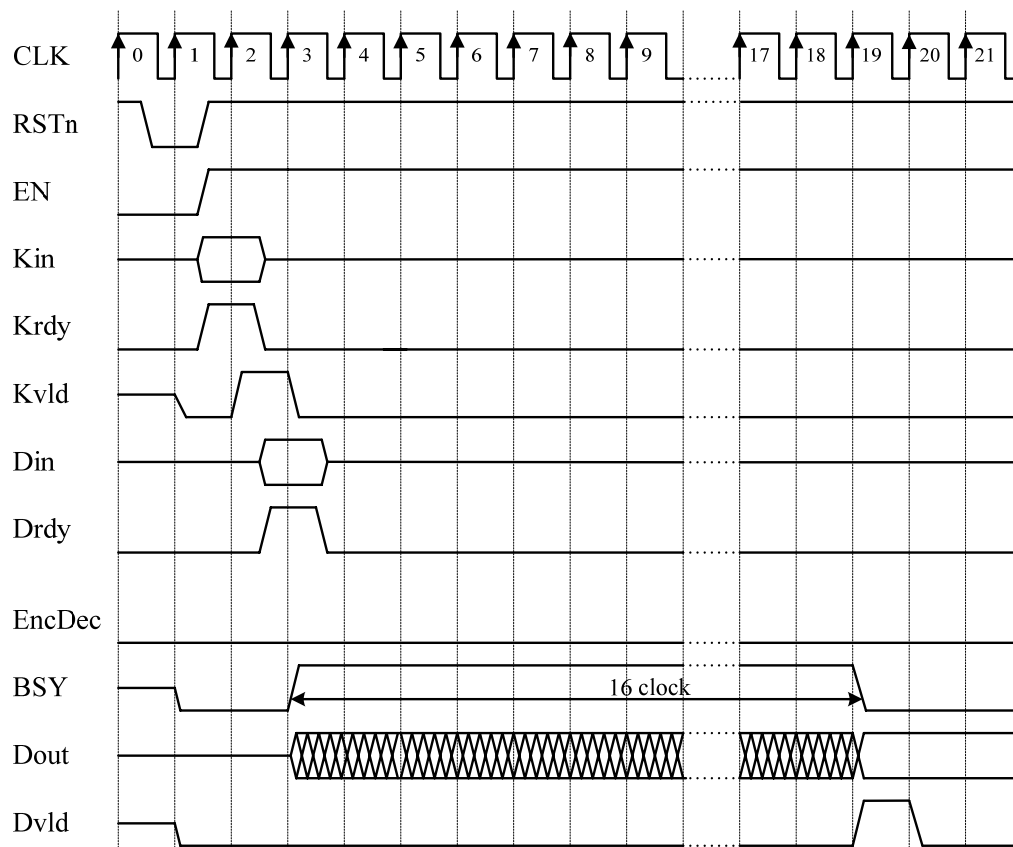 CLK 0 1 2 3 4 5 6 7 8 9 17 18 19 20 21
RSTn
EN
Kin
Krdy
Kvld
Din
Drdy
EncDec
BSY 16 clock
Dout
Dvld